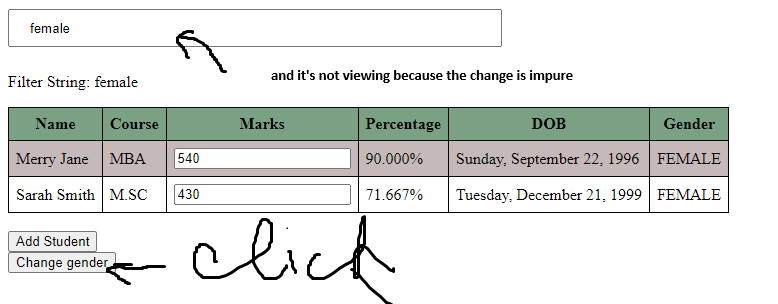 female
and it's not viewing because the change is impure
Filter String: female
Name Course Marks Percentage DOB Gender
Merry Jane MBA 540 90.000% Sunday, September 22, 1996 FEMALE
Sarah Smith M.SC 430 71.667% Tuesday, December 21, 1999 FEMALE
Add Student
Change gender
click